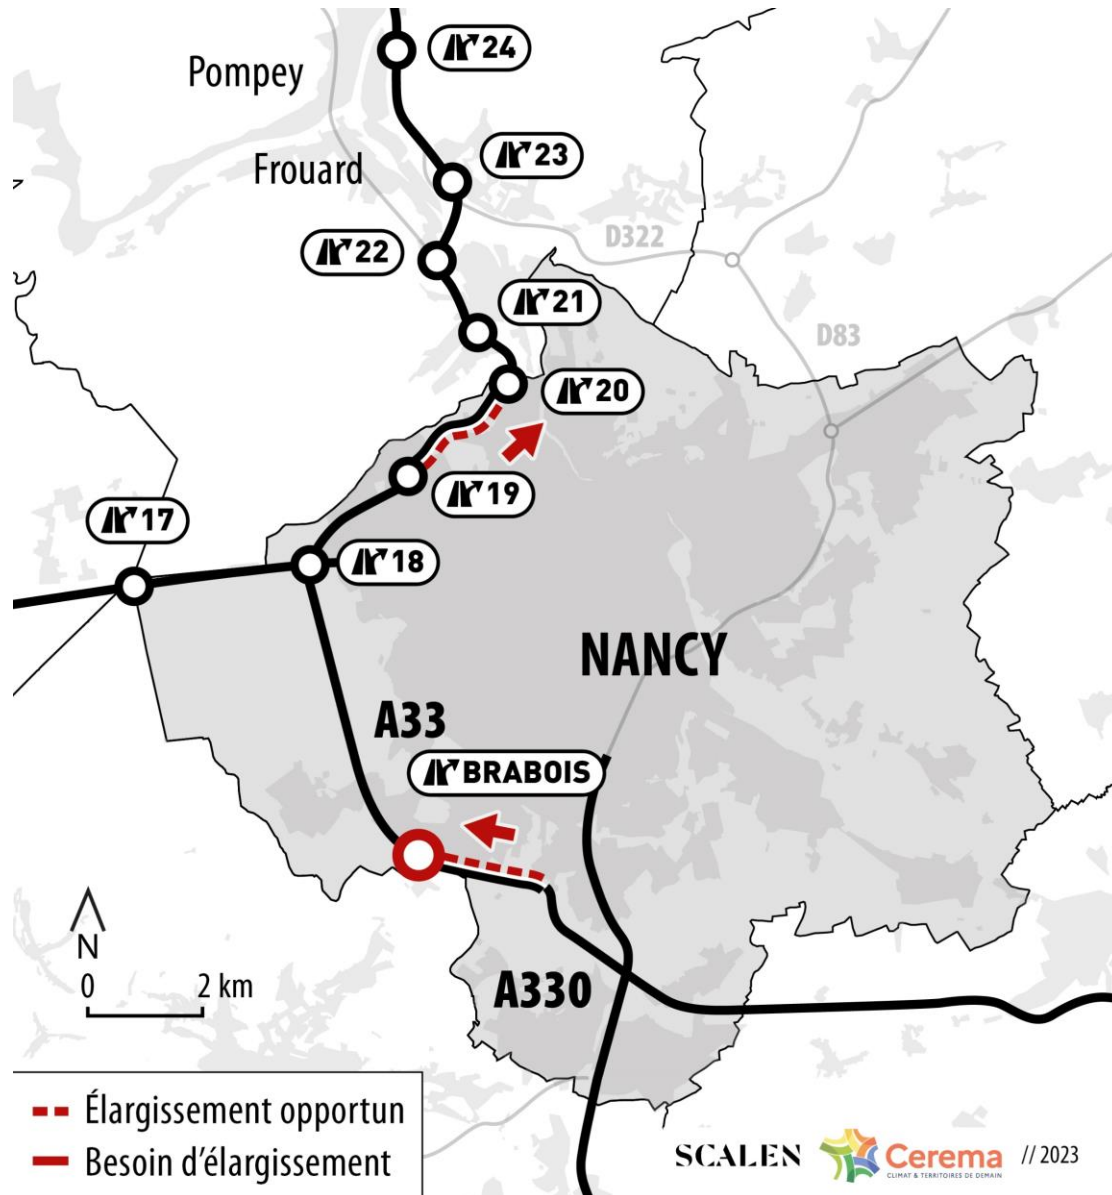 24
Pompey
23
Frouard
22
D322
21
D83
20
19
17
18
NANCY
A33
BRABOIS
N
0 2 km
A330
Élargissement opportun
Besoin d'élargissement
SCALEN Cerema // 2023
CLIMAT & TERRITOIRES DE DEMAIN